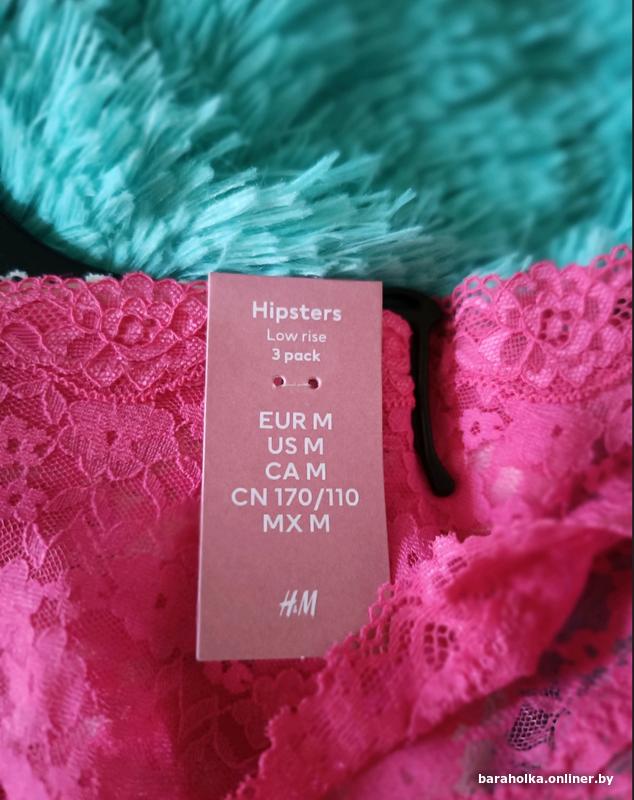 Hipsters
Low rise
3 pack
EUR M
US M
CA M
CN 170/110
MX M
H&M
baraholka.onliner.by